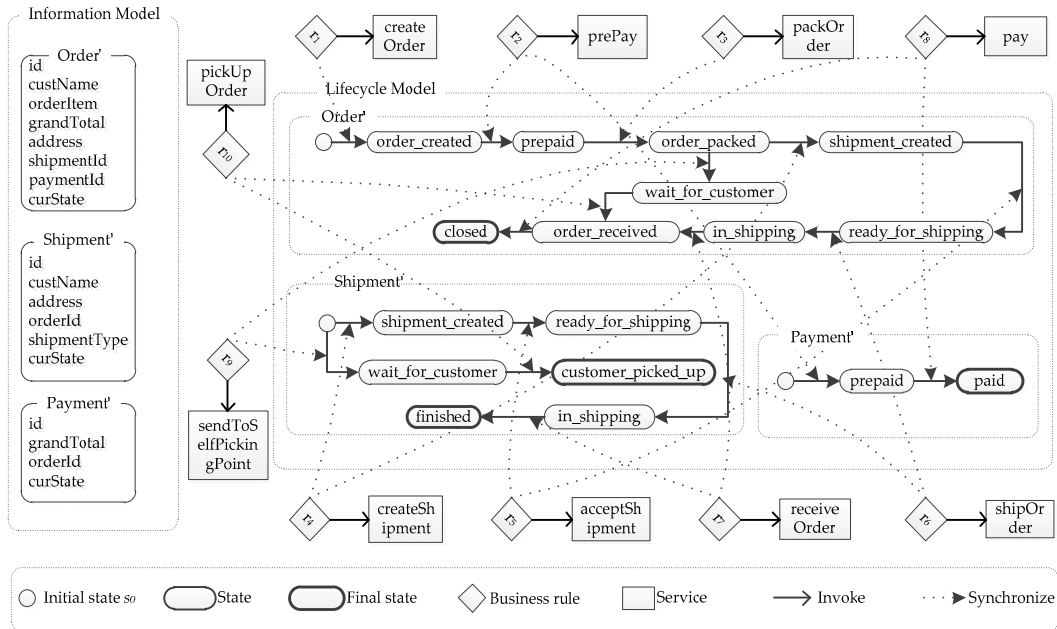 Information Model
Order'
id
custName
orderItem
grandTotal
address
shipmentId
paymentId
curState
Shipment'
id
custName
address
orderId
shipmentType
curState
Payment'
id
grandTotal
orderId
curState
r1
create
Order
r2
prePay
r3
packOr
der
r8
pay
pickUp
Order
r10
Lifecycle Model
Order'
order_created
prepaid
order_packed
shipment_created
wait_for_customer
closed
order_received
in_shipping
ready_for_shipping
Shipment'
shipment_created
ready_for_shipping
wait_for_customer
customer_picked_up
finished
in_shipping
Payment'
prepaid
paid
r9
sendToS
elfPickin
gPoint
r4
createSh
ipment
r5
acceptSh
ipment
r7
receive
Order
r6
shipOr
der
Initial state s0
State
Final state
Business rule
Service
Invoke
Synchronize